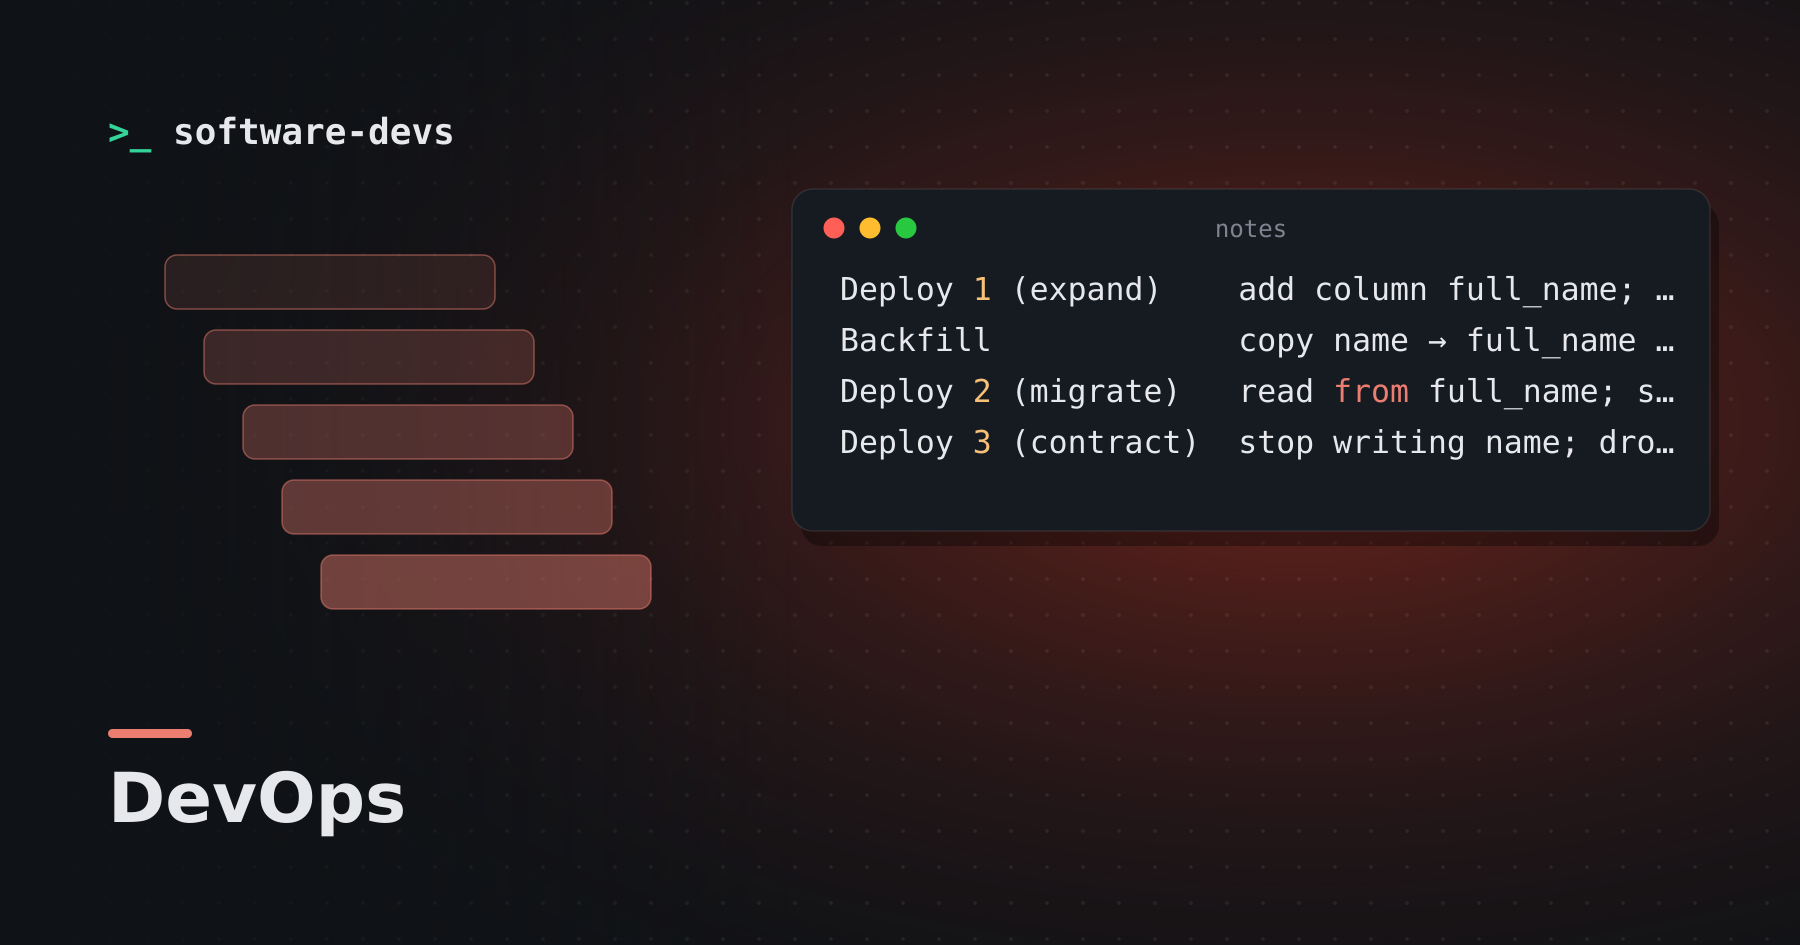 >_ software-devs
notes
Deploy 1 (expand) add column full_name; …
Backfill copy name → full_name …
Deploy 2 (migrate) read from full_name; s…
Deploy 3 (contract) stop writing name; dro…
DevOps